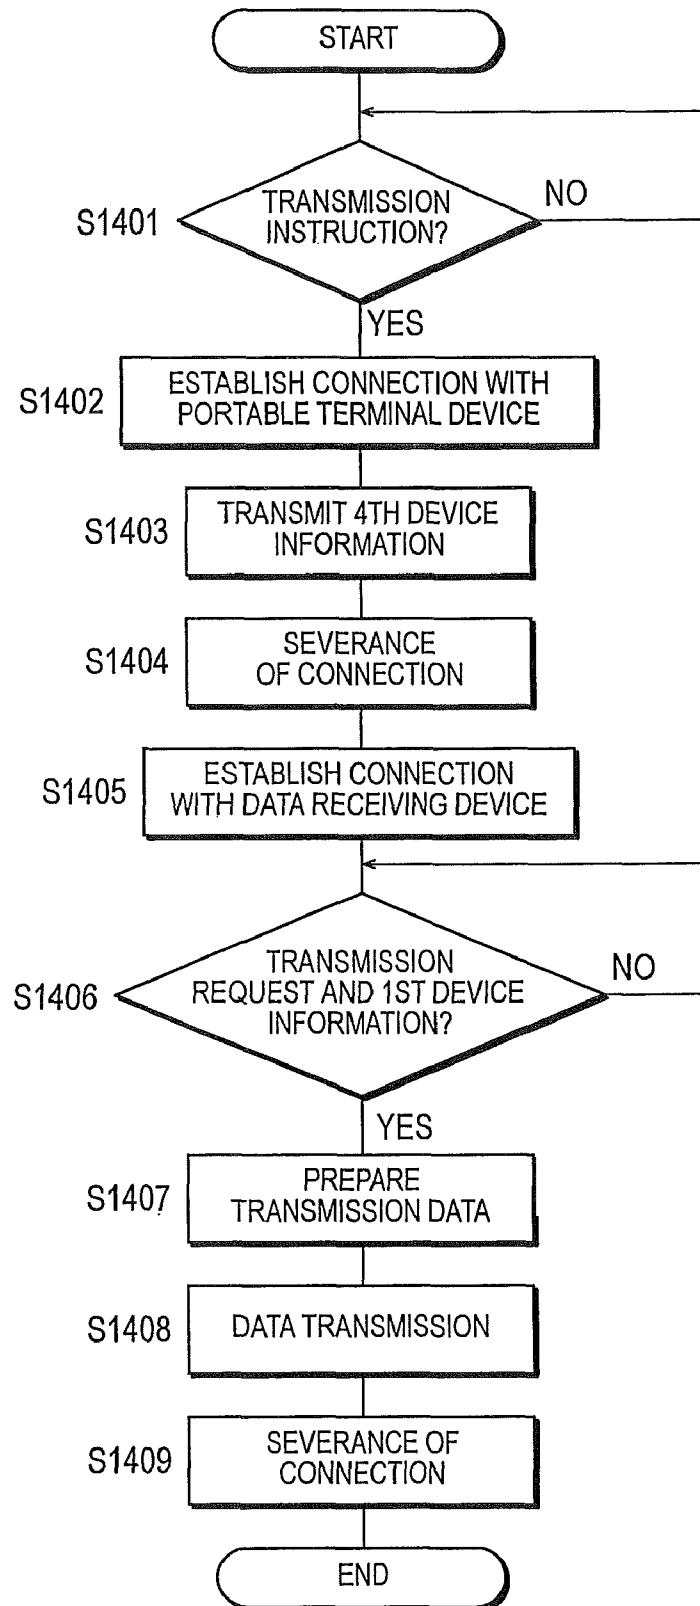 START
S1401
TRANSMISSION
INSTRUCTION?
NO
YES
S1402
ESTABLISH CONNECTION WITH
PORTABLE TERMINAL DEVICE
S1403
TRANSMIT 4TH DEVICE
INFORMATION
S1404
SEVERANCE
OF CONNECTION
S1405
ESTABLISH CONNECTION
WITH DATA RECEIVING DEVICE
S1406
TRANSMISSION
REQUEST AND 1ST DEVICE
INFORMATION?
NO
YES
S1407
PREPARE
TRANSMISSION DATA
S1408
DATA TRANSMISSION
S1409
SEVERANCE OF
CONNECTION
END